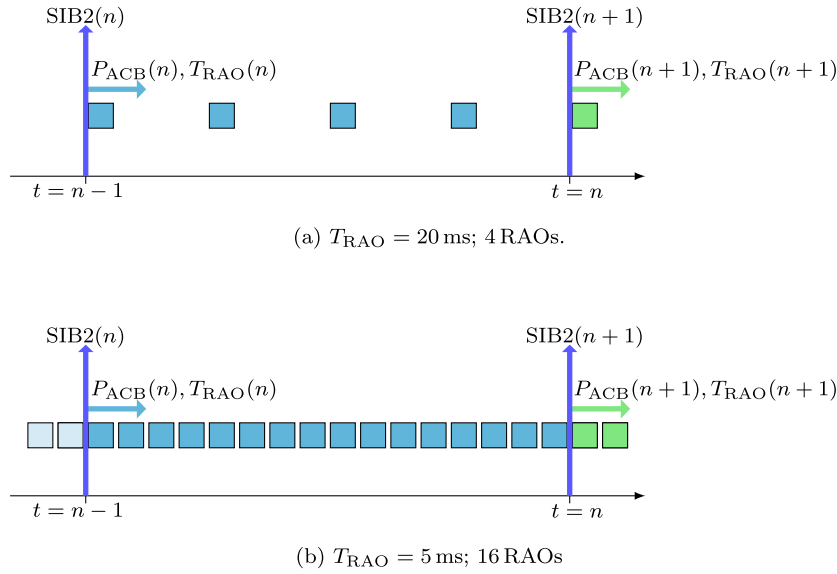 SIB2(n) SIB2(n + 1)
P_ACB(n), T_RAO(n) P_ACB(n+1), T_RAO(n+1)
t = n − 1 t = n
(a) T_RAO = 20 ms; 4 RAOs.
SIB2(n) SIB2(n + 1)
P_ACB(n), T_RAO(n) P_ACB(n+1), T_RAO(n+1)
t = n − 1 t = n
(b) T_RAO = 5 ms; 16 RAOs